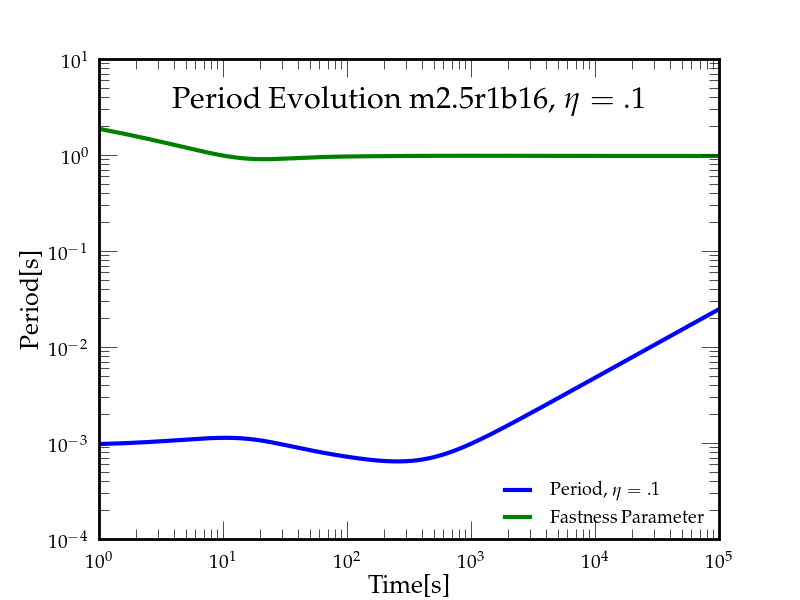 Period Evolution m2.5r1b16, η = .1
Period[s]
10¹
10⁰
10⁻¹
10⁻²
10⁻³
10⁻⁴
Period, η = .1
Fastness Parameter
10⁰ 10¹ 10² 10³ 10⁴ 10⁵
Time[s]